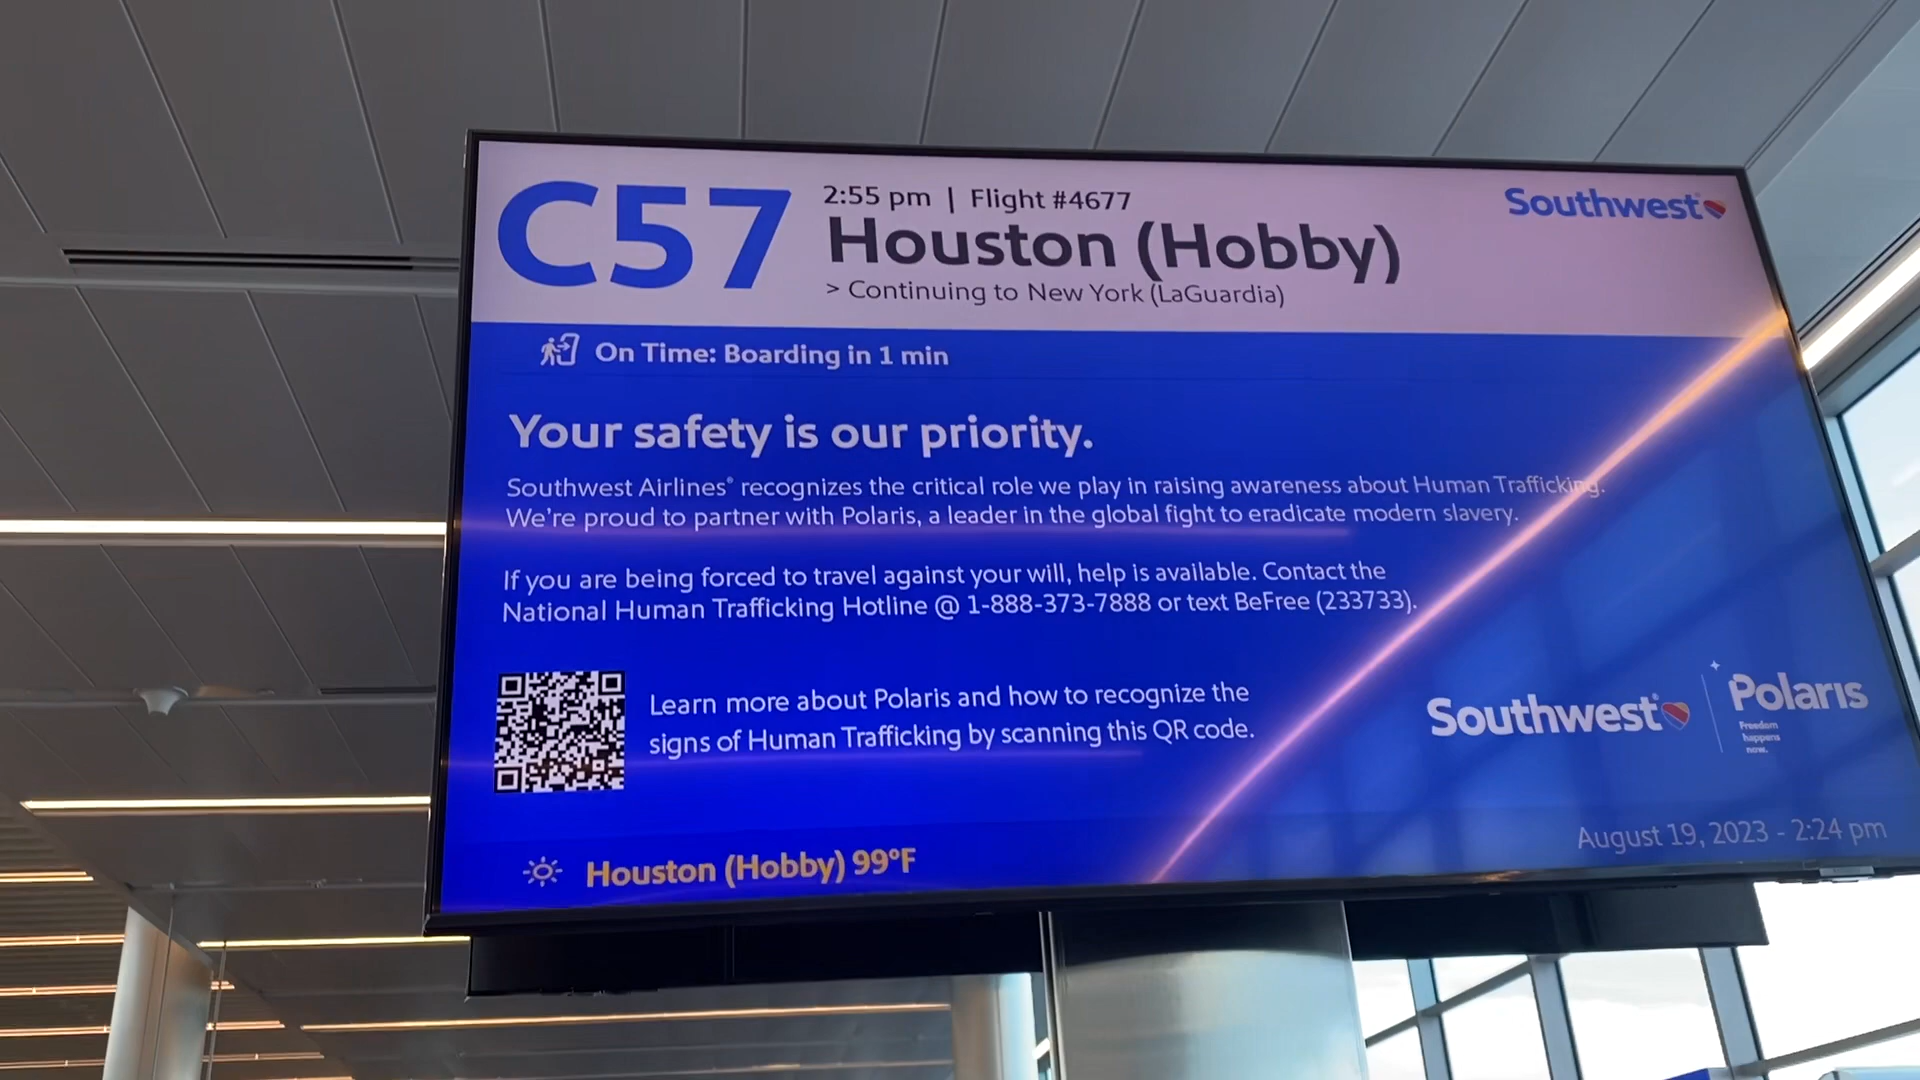 C57
2:55 pm | Flight #4677
Houston (Hobby)
> Continuing to New York (LaGuardia)
Southwest
On Time: Boarding in 1 min
Your safety is our priority.
Southwest Airlines® recognizes the critical role we play in raising awareness about Human Trafficking.
We're proud to partner with Polaris, a leader in the global fight to eradicate modern slavery.
If you are being forced to travel against your will, help is available. Contact the
National Human Trafficking Hotline @ 1-888-373-7888 or text BeFree (233733).
Learn more about Polaris and how to recognize the
signs of Human Trafficking by scanning this QR code.
Southwest® | Polaris
Freedom
happens
now.
Houston (Hobby) 99°F
August 19, 2023 - 2:24 pm